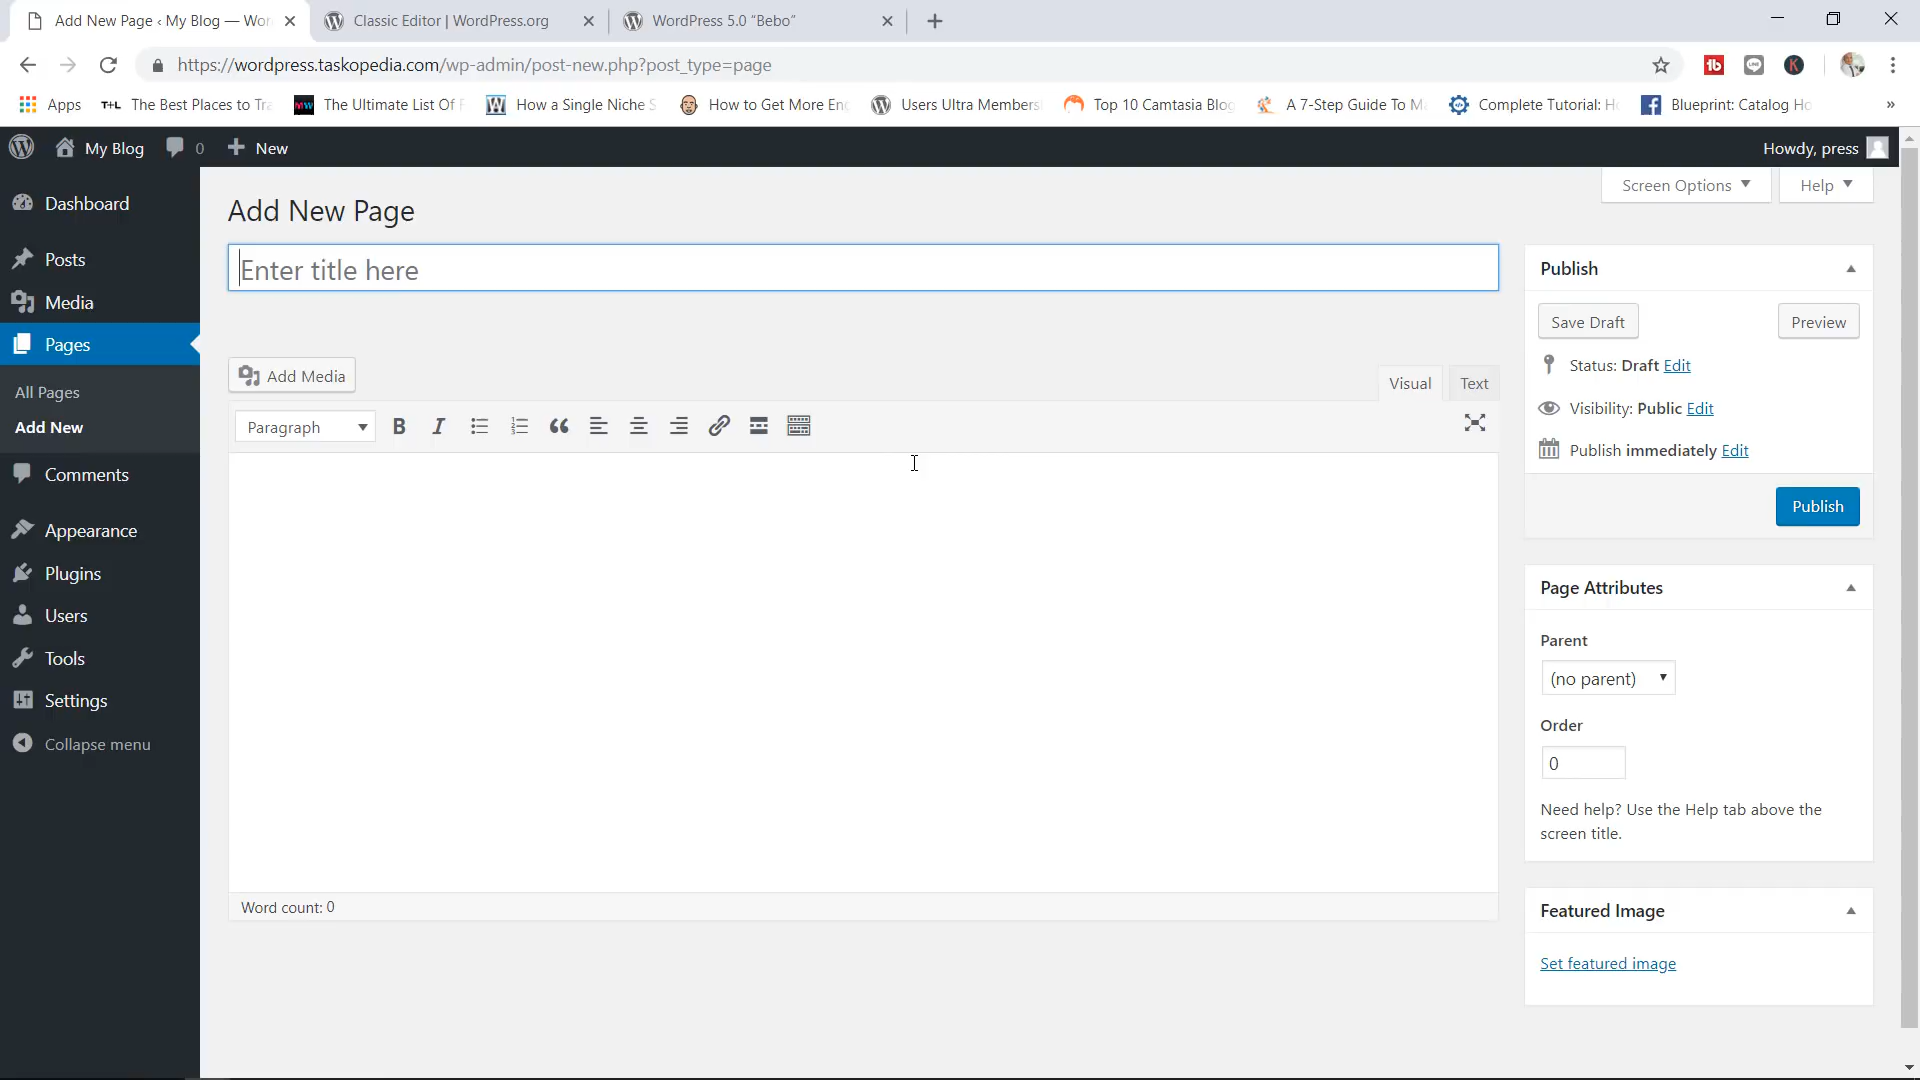 Add New Page ‹ My Blog — Wor
Classic Editor | WordPress.org
WordPress 5.0 “Bebo”
https://wordpress.taskopedia.com/wp-admin/post-new.php?post_type=page
Apps
T+L The Best Places to Tra
MW The Ultimate List Of F
How a Single Niche S
How to Get More En
Users Ultra Members
Top 10 Camtasia Blog
A 7-Step Guide To M
Complete Tutorial: H
Blueprint: Catalog Ho
»
My Blog
0
New
Howdy, press
Screen Options
Help
Dashboard
Posts
Media
Pages
All Pages
Add New
Comments
Appearance
Plugins
Users
Tools
Settings
Collapse menu
Add New Page
Enter title here
Add Media
Visual
Text
Paragraph
B
I
Word count: 0
Publish
Save Draft
Preview
Status: Draft Edit
Visibility: Public Edit
Publish immediately Edit
Publish
Page Attributes
Parent
(no parent)
Order
0
Need help? Use the Help tab above the
screen title.
Featured Image
Set featured image